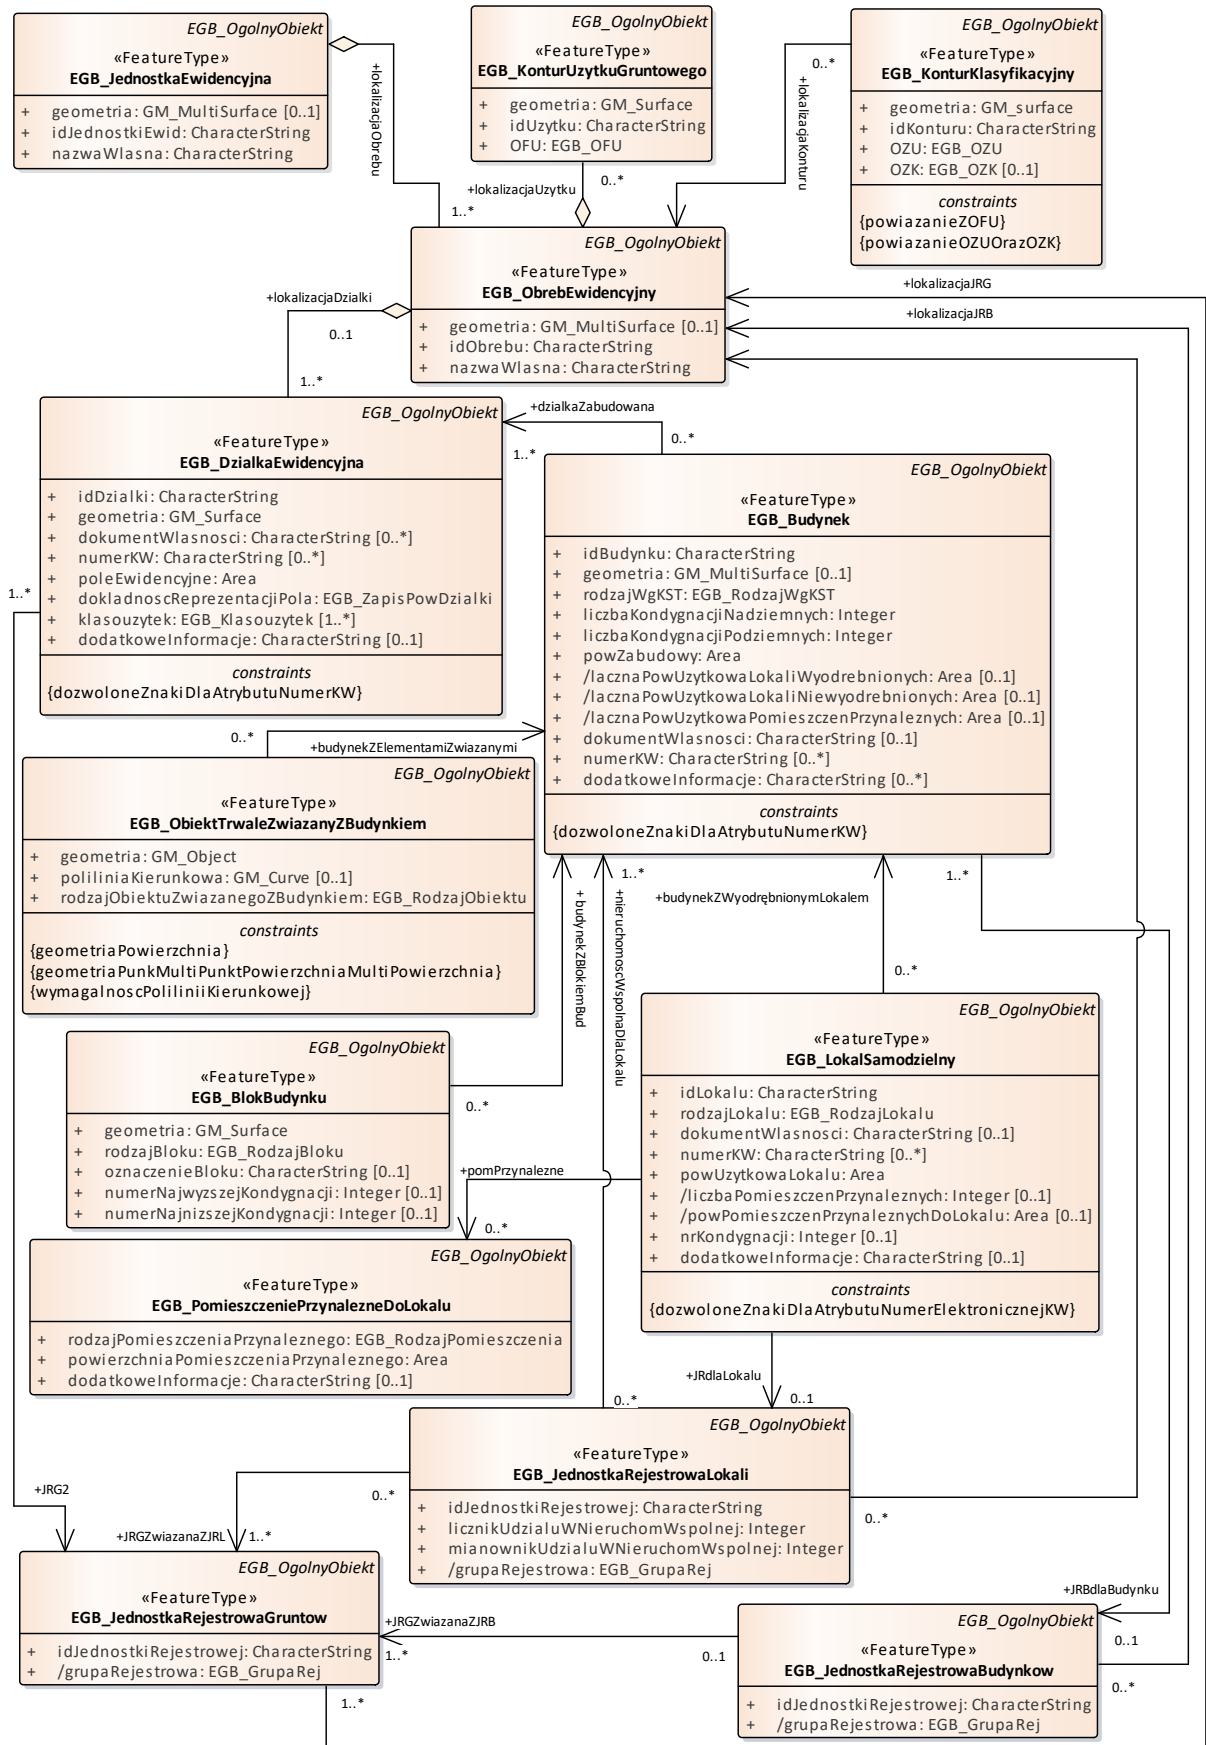 EGB_OgolnyObiekt
«FeatureType»
EGB_JednostkaEwidencyjna
+ geometria: GM_MultiSurface [0..1]
+ idJednostkiEwid: CharacterString
+ nazwaWlasna: CharacterString
+lokalizacjaObrebu
1..*
EGB_OgolnyObiekt
«FeatureType»
EGB_KonturUzytkuGruntowego
+ geometria: GM_Surface
+ idUzytku: CharacterString
+ OFU: EGB_OFU
+lokalizacjaUzytku
0..*
EGB_OgolnyObiekt
«FeatureType»
EGB_KonturKlasyfikacyjny
+ geometria: GM_surface
+ idKonturu: CharacterString
+ OZU: EGB_OZU
+ OZK: EGB_OZK [0..1]
constraints
{powiazanieZOFU}
{powiazanieOZUOrazOZK}
0..*
+lokalizacjaKonturu
EGB_OgolnyObiekt
«FeatureType»
EGB_ObrebEwidencyjny
+ geometria: GM_MultiSurface [0..1]
+ idObrebu: CharacterString
+ nazwaWlasna: CharacterString
+lokalizacjaDzialki
0..1
1..*
+lokalizacjaJRG
+lokalizacjaJRB
EGB_OgolnyObiekt
«FeatureType»
EGB_DzialkaEwidencyjna
+ idDzialki: CharacterString
+ geometria: GM_Surface
+ dokumentWlasnosci: CharacterString [0..*]
+ numerKW: CharacterString [0..*]
+ poleEwidencyjne: Area
+ dokladnoscReprezentacjiPola: EGB_ZapisPowDzialki
+ klasouzytek: EGB_Klasouzytek [1..*]
+ dodatkoweInformacje: CharacterString [0..1]
constraints
{dozwoloneZnakiDlaAtrybutuNumerKW}
1..*
+dzialkaZabudowana
0..*
1..*
EGB_OgolnyObiekt
«FeatureType»
EGB_Budynek
+ idBudynku: CharacterString
+ geometria: GM_MultiSurface [0..1]
+ rodzajWgKST: EGB_RodzajWgKST
+ liczbaKondygnacjiNadziemnych: Integer
+ liczbaKondygnacjiPodziemnych: Integer
+ powZabudowy: Area
+ /lacznaPowUzytkowaLokaliWyodrebnionych: Area [0..1]
+ /lacznaPowUzytkowaLokaliNiewyodrebnionych: Area [0..1]
+ /lacznaPowUzytkowaPomieszczenPrzynaleznych: Area [0..1]
+ dokumentWlasnosci: CharacterString [0..1]
+ numerKW: CharacterString [0..*]
+ dodatkoweInformacje: CharacterString [0..*]
constraints
{dozwoloneZnakiDlaAtrybutuNumerKW}
0..*
+budynekZElementamiZwiazanymi
EGB_OgolnyObiekt
«FeatureType»
EGB_ObiektTrwaleZwiazanyZBudynkiem
+ geometria: GM_Object
+ poliliniaKierunkowa: GM_Curve [0..1]
+ rodzajObiektuZwiazanegoZBudynkiem: EGB_RodzajObiektu
constraints
{geometriaPowierzchnia}
{geometriaPunkMultiPunktPowierzchniaMultiPowierzchnia}
{wymagalnoscPoliliniiKierunkowej}
+ budynekZBlokiemBud
1..*
+nieruchomoscWspolnaDlaLokalu
+budynekZWyodrębnionymLokalem
1..*
0..*
EGB_OgolnyObiekt
«FeatureType»
EGB_BlokBudynku
+ geometria: GM_Surface
+ rodzajBloku: EGB_RodzajBloku
+ oznaczenieBloku: CharacterString [0..1]
+ numerNajwyzszejKondygnacji: Integer [0..1]
+ numerNajnizszejKondygnacji: Integer [0..1]
0..*
EGB_OgolnyObiekt
«FeatureType»
EGB_LokalSamodzielny
+ idLokalu: CharacterString
+ rodzajLokalu: EGB_RodzajLokalu
+ dokumentWlasnosci: CharacterString [0..1]
+ numerKW: CharacterString [0..*]
+ powUzytkowaLokalu: Area
+ /liczbaPomieszczenPrzynaleznych: Integer [0..1]
+ /powPomieszczenPrzynaleznychDoLokalu: Area [0..1]
+ nrKondygnacji: Integer [0..1]
+ dodatkoweInformacje: CharacterString [0..1]
constraints
{dozwoloneZnakiDlaAtrybutuNumerElektronicznejKW}
+pomPrzynalezne
0..*
EGB_OgolnyObiekt
«FeatureType»
EGB_PomieszczeniePrzynalezneDoLokalu
+ rodzajPomieszczeniaPrzynaleznego: EGB_RodzajPomieszczenia
+ powierzchniaPomieszczeniaPrzynaleznego: Area
+ dodatkoweInformacje: CharacterString [0..1]
+JRdlaLokalu
0..1
0..*
EGB_OgolnyObiekt
«FeatureType»
EGB_JednostkaRejestrowaLokali
+ idJednostkiRejestrowej: CharacterString
+ licznikUdzialuWNieruchomWspolnej: Integer
+ mianownikUdzialuWNieruchomWspolnej: Integer
+ /grupaRejestrowa: EGB_GrupaRej
0..*
0..*
+JRG2
+JRGZwiazanaZJRL
1..*
EGB_OgolnyObiekt
«FeatureType»
EGB_JednostkaRejestrowaGruntow
+ idJednostkiRejestrowej: CharacterString
+ /grupaRejestrowa: EGB_GrupaRej
1..*
+JRGZwiazanaZJRB
1..*
0..1
+JRBdlaBudynku
0..1
0..*
EGB_OgolnyObiekt
«FeatureType»
EGB_JednostkaRejestrowaBudynkow
+ idJednostkiRejestrowej: CharacterString
+ /grupaRejestrowa: EGB_GrupaRej